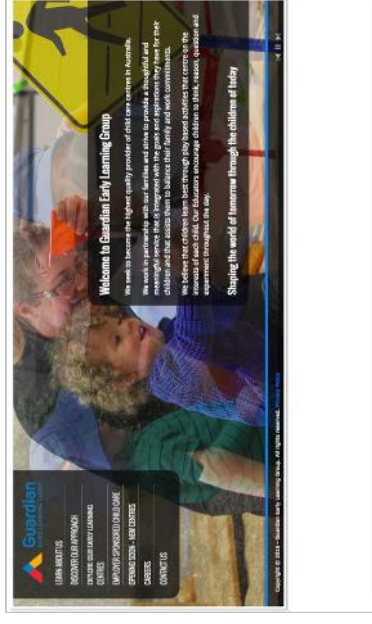 Guardian
LEARN ABOUT US
DISCOVER OUR APPROACH
EXPLORE OUR EARLY LEARNING
CENTRES
EMPLOYER SPONSORED CHILD CARE
OPENING SOON - NEW CENTRES
CAREERS
CONTACT US
Welcome to Guardian Early Learning Group
We seek to become the highest quality provider of child care centres in Australia.
We work in partnership with our families and strive to provide a thoughtful and
meaningful service that is integrated with the goals and aspirations they have for their
children and that assists them to balance their family and work commitments.
We believe that children learn best through play based activities that centre on the
interests of each child. Our Educators encourage children to think, reason, question and
experiment throughout the day.
Shaping the world of tomorrow through the children of today
Copyright © 2013 - Guardian Early Learning Group. All rights reserved. Privacy Policy